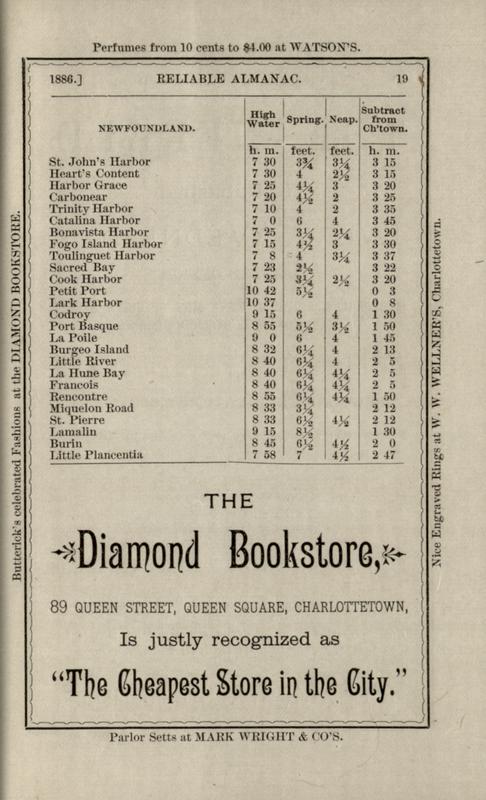 Perfumes from 10 cents to $4.00 at WATSON'S.
1886.] RELIABLE ALMANAC. 19
NEWFOUNDLAND. High Water Spring. Neap. Subtract from Ch'town.
h. m. feet. feet. h. m.
St. John's Harbor 7 30 3¾ 3¼ 3 15
Heart's Content 7 30 4 2½ 3 15
Harbor Grace 7 25 4¼ 3 3 20
Carbonear 7 20 4½ 2 3 25
Trinity Harbor 7 10 4 2 3 35
Catalina Harbor 7 0 6 4 3 45
Bonavista Harbor 7 25 3¼ 2¼ 3 20
Fogo Island Harbor 7 15 4½ 3 3 30
Toulinguet Harbor 7 8 4 3¼ 3 37
Sacred Bay 7 23 2½ 3 22
Cook Harbor 7 25 3¼ 2½ 3 20
Petit Port 10 42 5½ 0 3
Lark Harbor 10 37 0 8
Codroy 9 15 6 4 1 30
Port Basque 8 55 5½ 3½ 1 50
La Poile 9 0 6 4 1 45
Burgeo Island 8 32 6¼ 4 2 13
Little River 8 40 6¼ 4 2 5
La Hune Bay 8 40 6¼ 4¼ 2 5
Francois 8 40 6¼ 4¼ 2 5
Rencontre 8 55 6¼ 4¼ 1 50
Miquelon Road 8 33 3¼ 2 12
St. Pierre 8 33 6½ 4½ 2 12
Lamalin 9 15 8½ 1 30
Burin 8 45 6½ 4½ 2 0
Little Plancentia 7 58 7 4½ 2 47
THE
Diamond Bookstore,
89 QUEEN STREET, QUEEN SQUARE, CHARLOTTETOWN,
Is justly recognized as
"The Cheapest Store in the City."
Parlor Setts at MARK WRIGHT & CO'S.
Butterick's celebrated Fashions at the DIAMOND BOOKSTORE.
Nice Engraved Rings at W. W. WELLNER'S, Charlottetown.